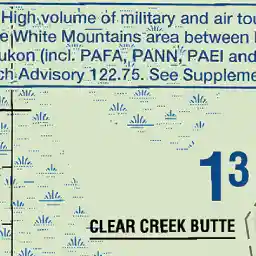 High volume of military and air tou
e White Mountains area between
ukon (incl. PAFA, PANN, PAEI and
ch Advisory 122.75. See Suppleme
13
CLEAR CREEK BUTTE